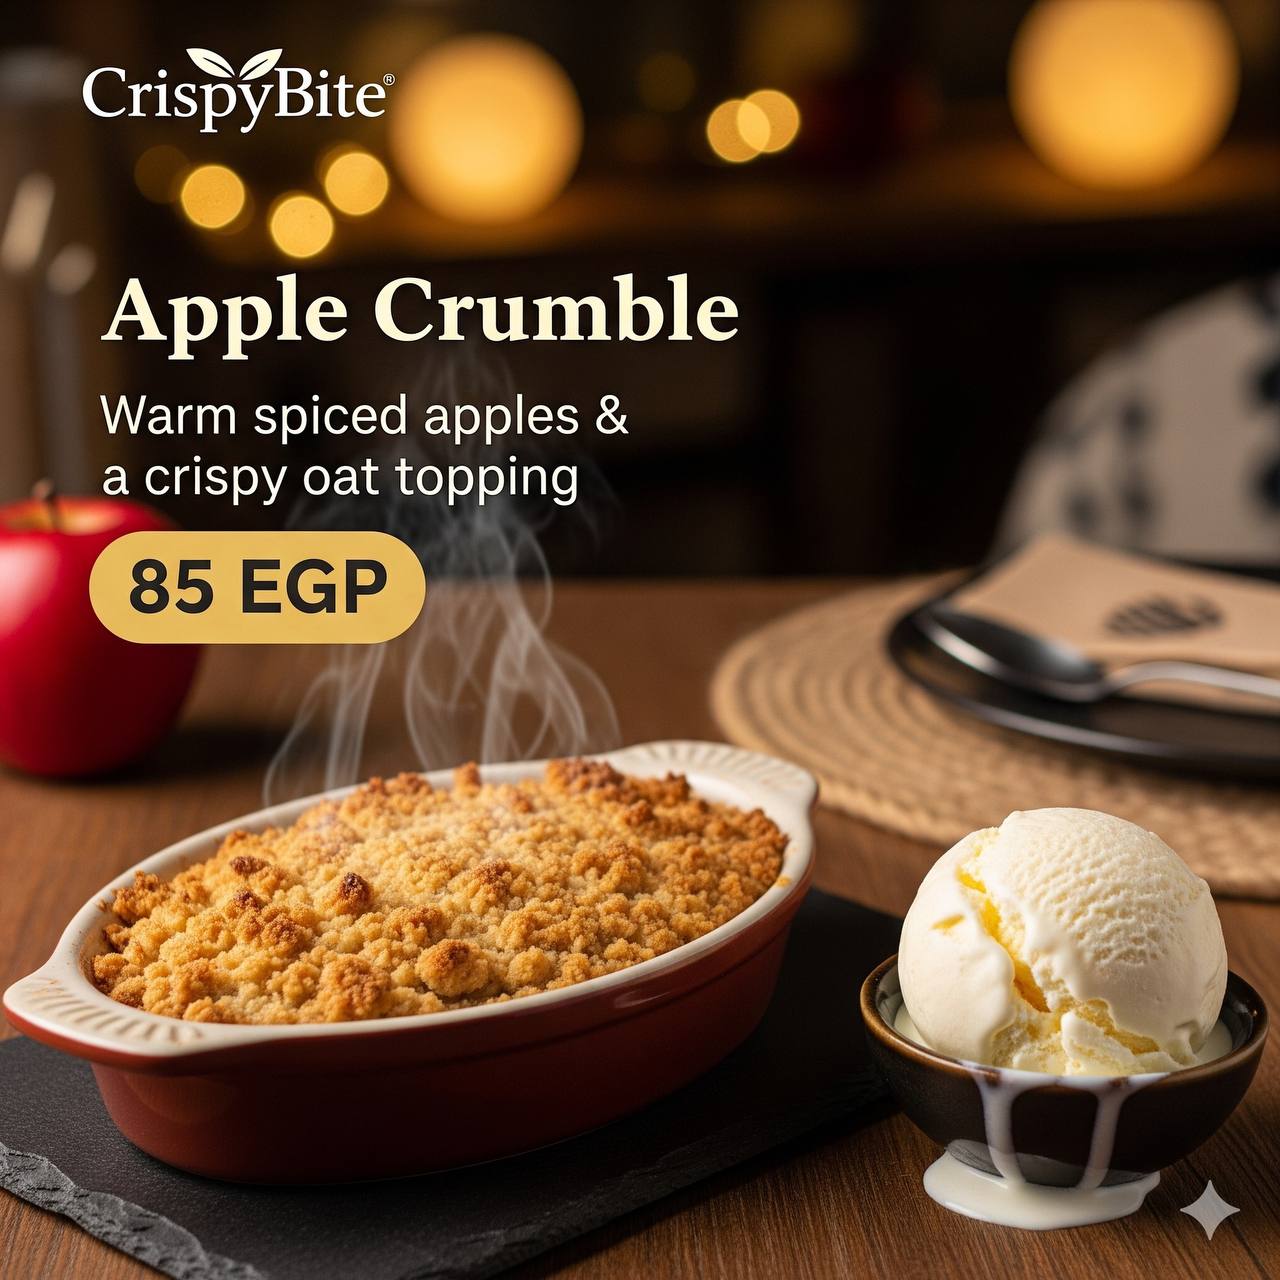 CrispyBite®
Apple Crumble
Warm spiced apples &
a crispy oat topping
85 EGP